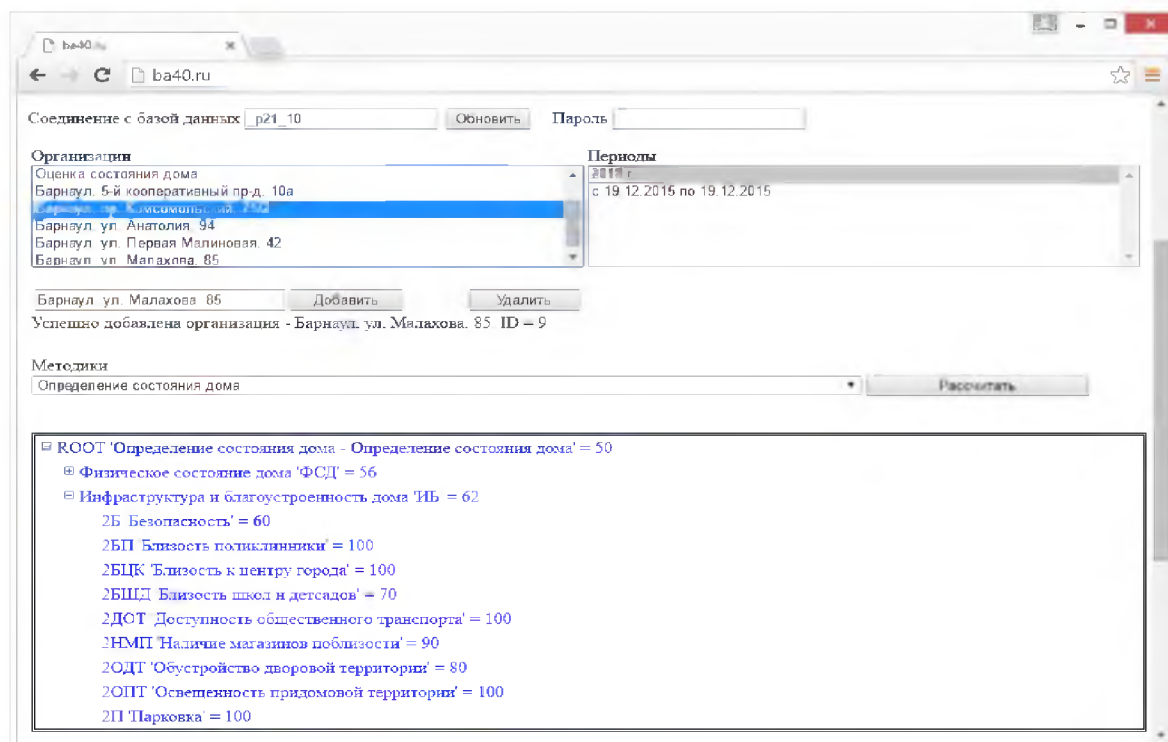 ba40.ru
ba40.ru
Соединение с базой данных _p21_10 Обновить Пароль
Организации Периоды
Оценка состояния дома
с 19.12.2015 по 19.12.2015
Барнаул. 5-й кооперативный пр-д. 10а
Барнаул. пр. Комсомольский,
Барнаул. ул. Анатолия. 94
Барнаул. ул. Первая Малиновая. 42
Барнаул. ул. Малахова. 85
Барнаул. ул. Малахова. 85 Добавить Удалить
Успешно добавлена организация - Барнаул. ул. Малахова. 85 ID = 9
Методики
Определение состояния дома Рассчитать
ROOT 'Определение состояния дома - Определение состояния дома' = 50
Физическое состояние дома 'ФСД' = 56
Инфраструктура и благоустроенность дома 'ИБ' = 62
2Б 'Безопасность' = 60
2БП 'Близость поликлинники' = 100
2БЦК 'Близость к центру города' = 100
2БШД 'Близость школ и детсадов' = 70
2ДОТ 'Доступность общественного транспорта' = 100
2НМП 'Наличие магазинов поблизости' = 90
2ОДТ 'Обустройство дворовой территории' = 80
2ОПТ 'Освещенность придомовой территории' = 100
2П 'Парковка' = 100